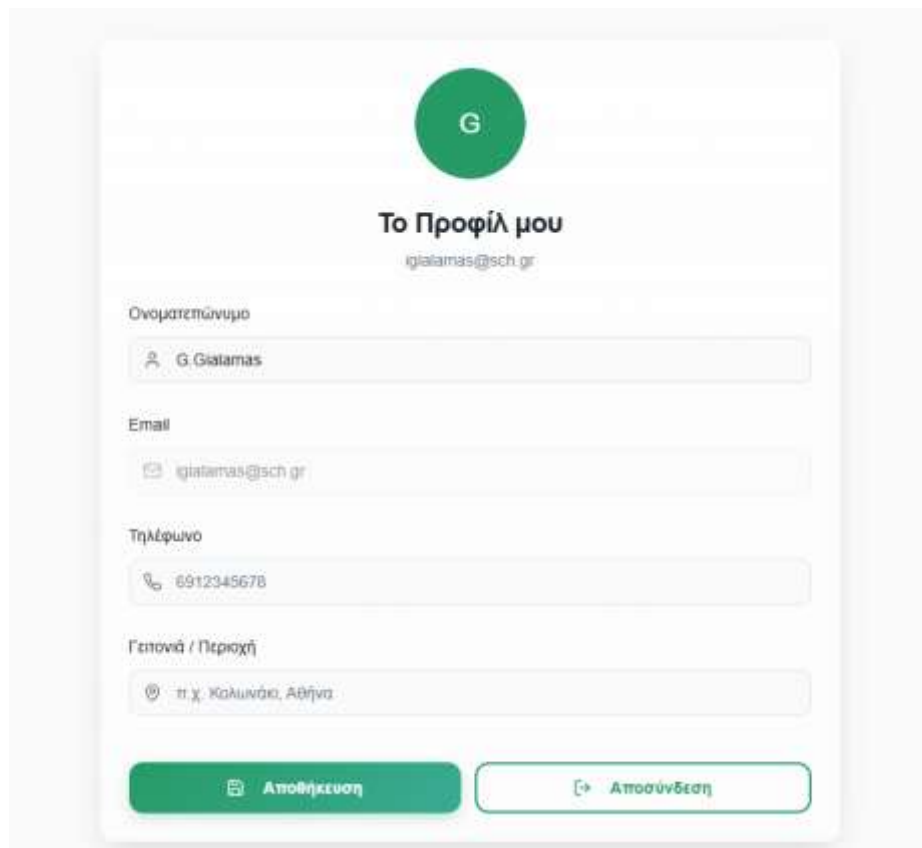 G
Το Προφίλ μου
igialamas@sch.gr
Ονοματεπώνυμο
G.Gialamas
Email
igialamas@sch.gr
Τηλέφωνο
6912345678
Γειτονιά / Περιοχή
π.χ. Κολωνάκι, Αθήνα
Αποθήκευση
Αποσύνδεση